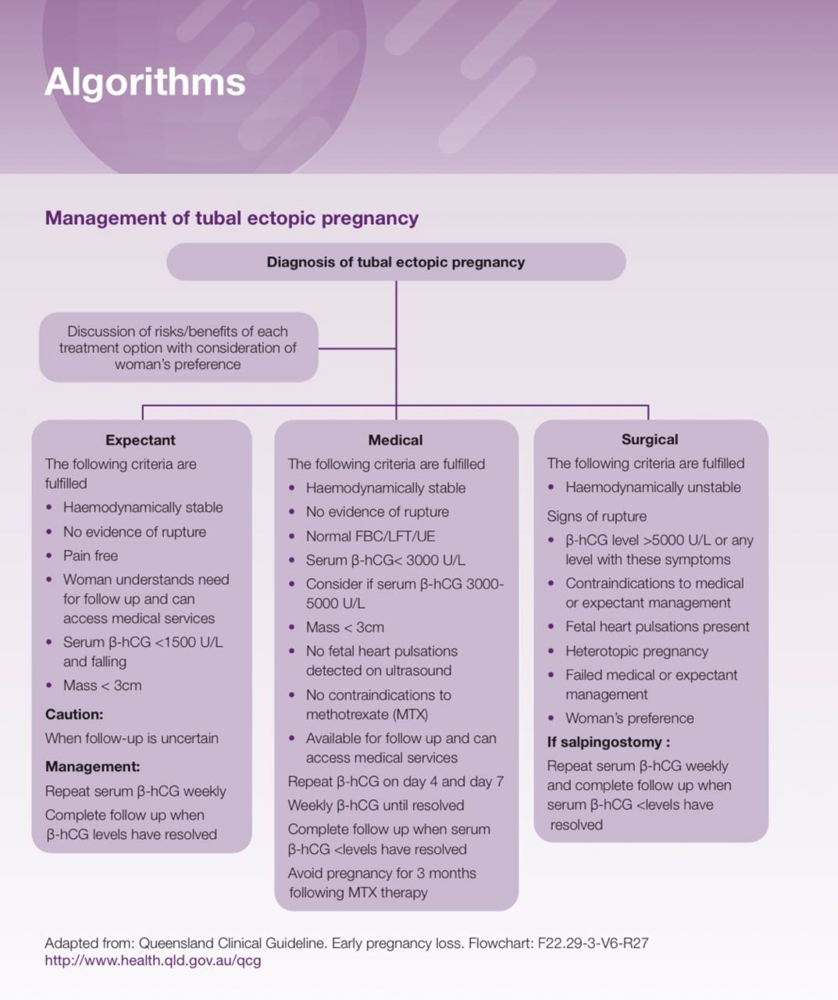 Algorithms
Management of tubal ectopic pregnancy
Diagnosis of tubal ectopic pregnancy
Discussion of risks/benefits of each
treatment option with consideration of
woman's preference
Expectant
The following criteria are
fulfilled
• Haemodynamically stable
• No evidence of rupture
• Pain free
• Woman understands need
for follow up and can
access medical services
• Serum β-hCG <1500 U/L
and falling
• Mass < 3cm
Caution:
When follow-up is uncertain
Management:
Repeat serum β-hCG weekly
Complete follow up when
β-hCG levels have resolved
Medical
The following criteria are fulfilled
• Haemodynamically stable
• No evidence of rupture
• Normal FBC/LFT/UE
• Serum β-hCG< 3000 U/L
• Consider if serum β-hCG 3000-
5000 U/L
• Mass < 3cm
• No fetal heart pulsations
detected on ultrasound
• No contraindications to
methotrexate (MTX)
• Available for follow up and can
access medical services
Repeat β-hCG on day 4 and day 7
Weekly β-hCG until resolved
Complete follow up when serum
β-hCG <levels have resolved
Avoid pregnancy for 3 months
following MTX therapy
Surgical
The following criteria are fulfilled
• Haemodynamically unstable
Signs of rupture
• β-hCG level >5000 U/L or any
level with these symptoms
• Contraindications to medical
or expectant management
• Fetal heart pulsations present
• Heterotopic pregnancy
• Failed medical or expectant
management
• Woman's preference
If salpingostomy :
Repeat serum β-hCG weekly
and complete follow up when
serum β-hCG <levels have
resolved
Adapted from: Queensland Clinical Guideline. Early pregnancy loss. Flowchart: F22.29-3-V6-R27
http://www.health.qld.gov.au/qcg